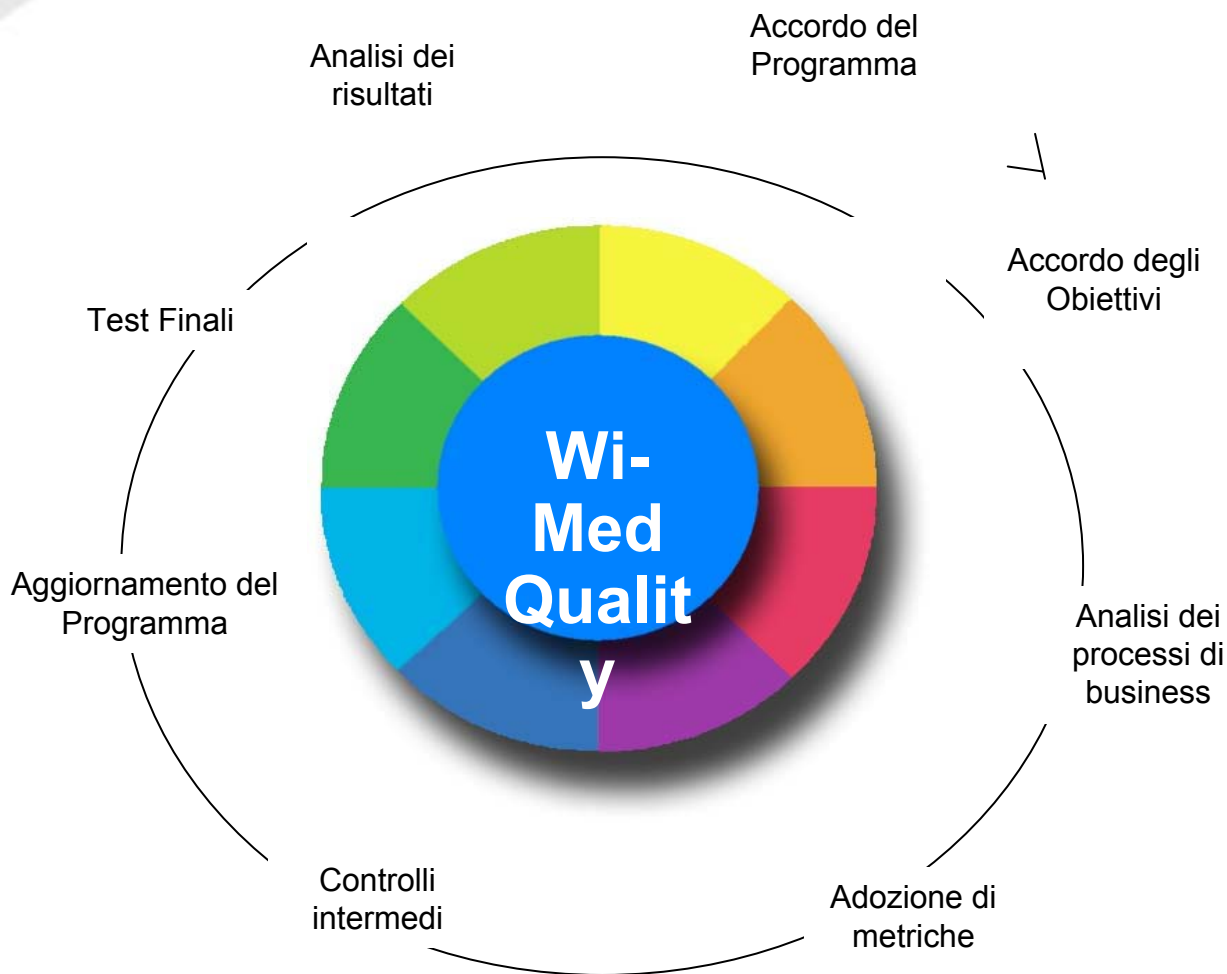 Accordo del
Programma
Accordo degli
Obiettivi
Analisi dei
processi di
business
Adozione di
metriche
Controlli
intermedi
Aggiornamento del
Programma
Test Finali
Analisi dei
risultati
Wi-
Med
Qualit
y